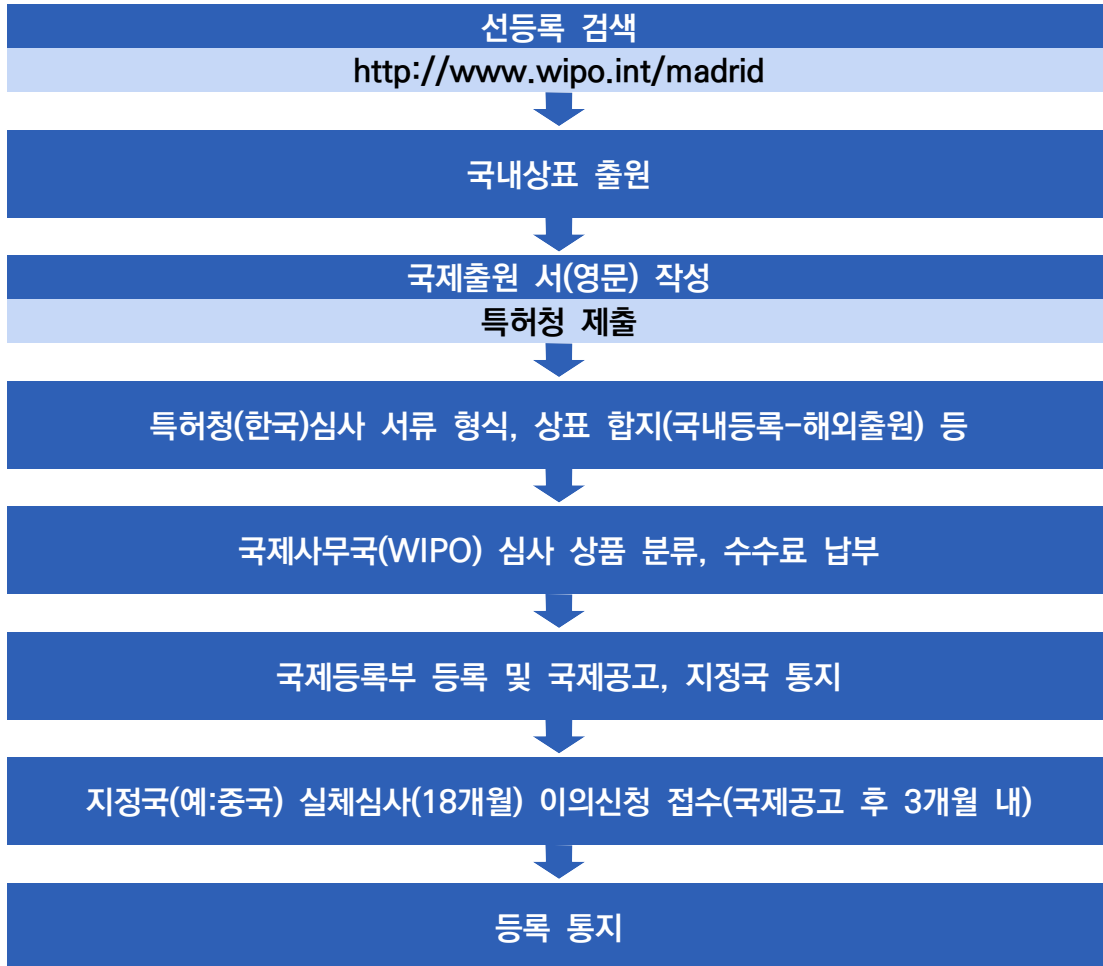 선등록 검색
http://www.wipo.int/madrid
국내상표 출원
국제출원 서(영문) 작성
특허청 제출
특허청(한국)심사 서류 형식, 상표 합지(국내등록-해외출원) 등
국제사무국(WIPO) 심사 상품 분류, 수수료 납부
국제등록부 등록 및 국제공고, 지정국 통지
지정국(예:중국) 실체심사(18개월) 이의신청 접수(국제공고 후 3개월 내)
등록 통지